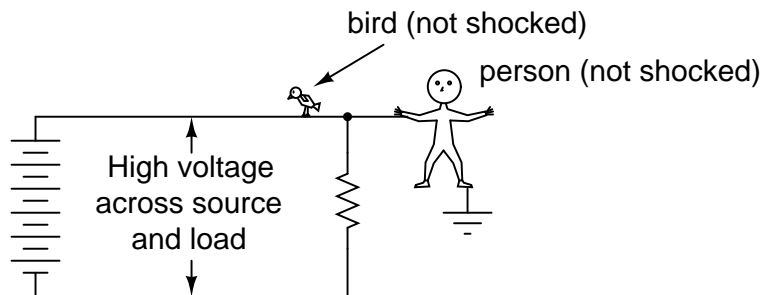 bird (not shocked)
person (not shocked)
High voltage
across source
and load